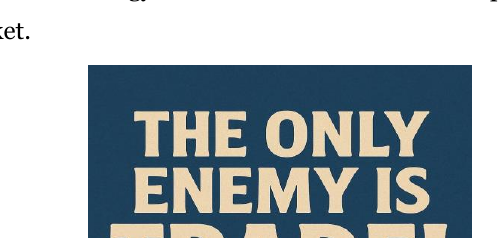 ket.
THE ONLY
ENEMY IS